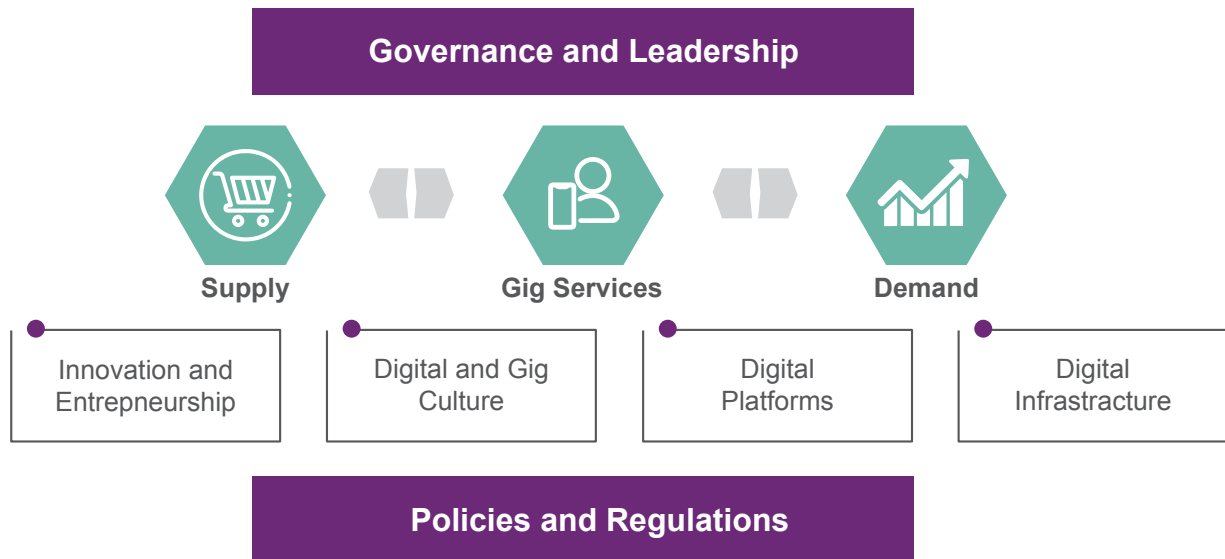 Governance and Leadership
Supply
Gig Services
Demand
Innovation and
Entrepneurship
Digital and Gig
Culture
Digital
Platforms
Digital
Infrastracture
Policies and Regulations